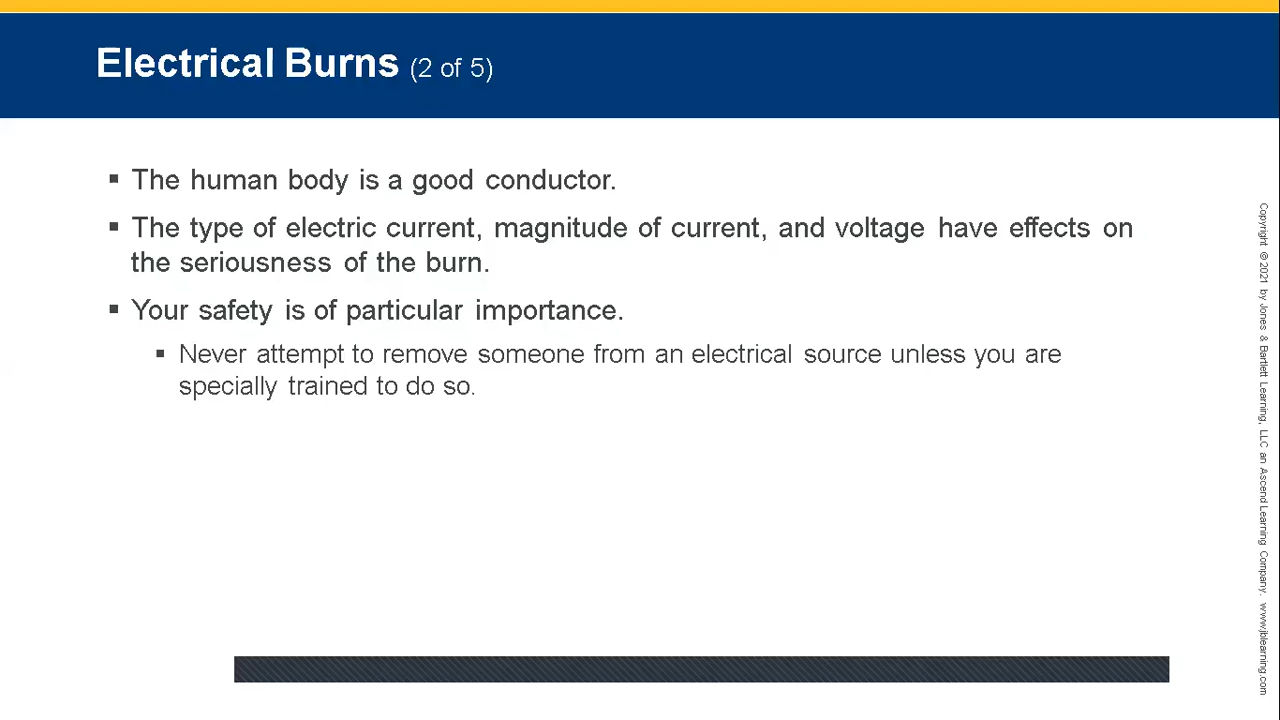 Electrical Burns (2 of 5)
▪ The human body is a good conductor.
▪ The type of electric current, magnitude of current, and voltage have effects on
the seriousness of the burn.
▪ Your safety is of particular importance.
▪ Never attempt to remove someone from an electrical source unless you are
specially trained to do so.
Copyright © 2021 by Jones & Bartlett Learning, LLC an Ascend Learning Company. www.jblearning.com